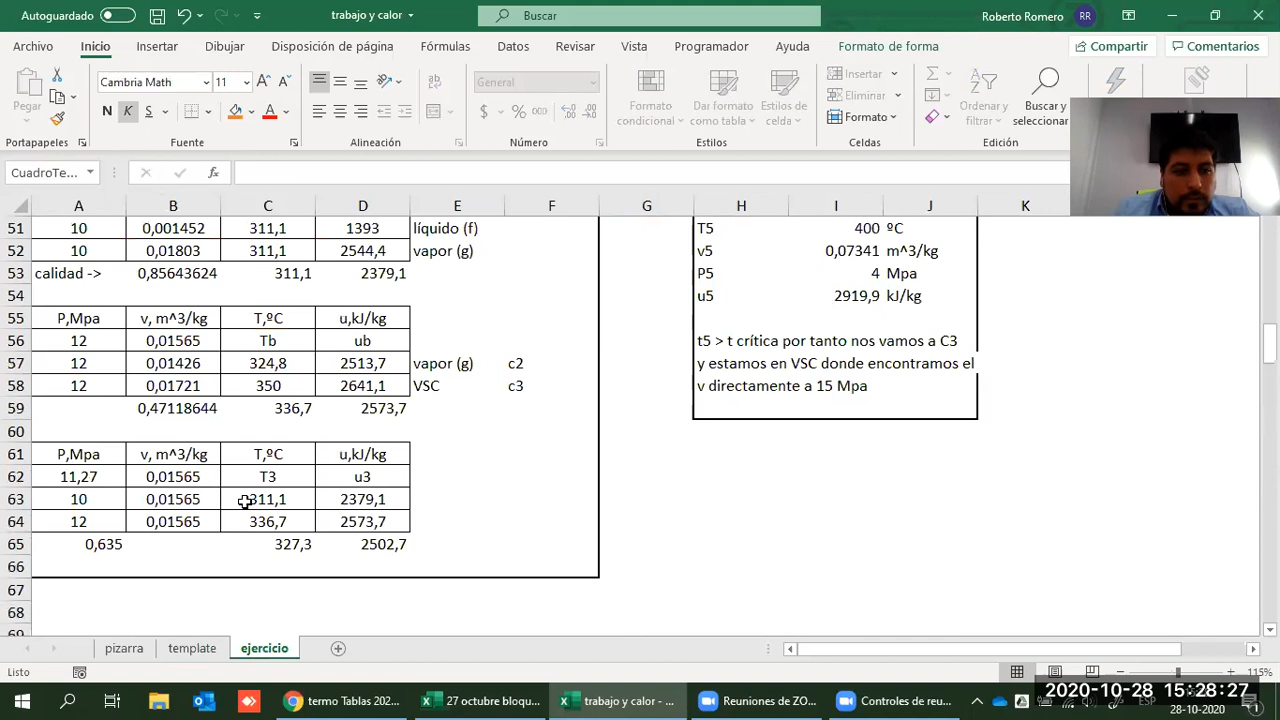 Autoguardado
trabajo y calor
Buscar
Roberto Romero
RR
Archivo Inicio Insertar Dibujar Disposición de página Fórmulas Datos Revisar Vista Programador Ayuda Formato de forma
Compartir
Comentarios
Pegar
Cambria Math 11
N K S
General
Formato condicional
Dar formato como tabla
Estilos de celda
Insertar
Eliminar
Formato
Ordenar y filtrar
Buscar y seleccionar
Portapapeles Fuente Alineación Número Estilos Celdas Edición
CuadroTe...
fx
A B C D E F G H I J K
51 10 0,001452 311,1 1393 líquido (f) T5 400 ºC
52 10 0,01803 311,1 2544,4 vapor (g) v5 0,07341 m^3/kg
53 calidad -> 0,85643624 311,1 2379,1 P5 4 Mpa
54 u5 2919,9 kJ/kg
55 P,Mpa v, m^3/kg T,ºC u,kJ/kg
56 12 0,01565 Tb ub t5 > t crítica por tanto nos vamos a C3
57 12 0,01426 324,8 2513,7 vapor (g) c2 y estamos en VSC donde encontramos el
58 12 0,01721 350 2641,1 VSC c3 v directamente a 15 Mpa
59 0,47118644 336,7 2573,7
60
61 P,Mpa v, m^3/kg T,ºC u,kJ/kg
62 11,27 0,01565 T3 u3
63 10 0,01565 311,1 2379,1
64 12 0,01565 336,7 2573,7
65 0,635 327,3 2502,7
66
67
68
pizarra template ejercicio
Listo
115%
termo Tablas 202...
27 octubre bloqu...
trabajo y calor - ...
Reuniones de ZO...
Controles de reu...
ESP
2020-10-28 15:28:27
28-10-2020